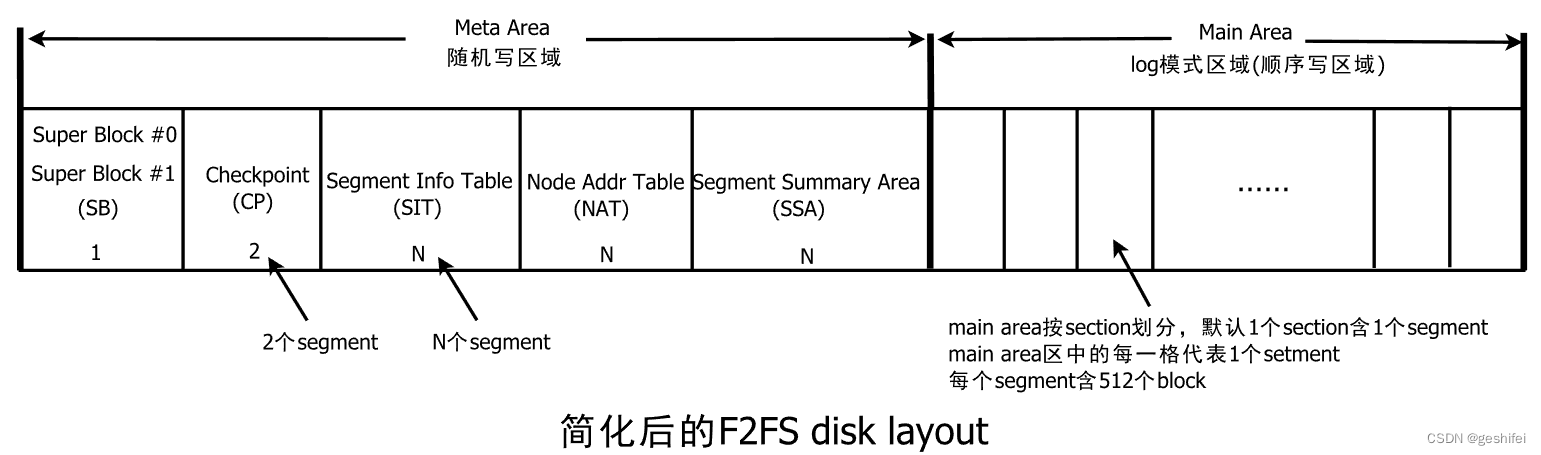 Meta Area
随机写区域
Main Area
log模式区域(顺序写区域)
Super Block #0
Super Block #1
(SB)
1
Checkpoint
(CP)
2
Segment Info Table
(SIT)
N
Node Addr Table
(NAT)
N
Segment Summary Area
(SSA)
N
......
2个segment
N个segment
main area按section划分，默认1个section含1个segment
main area区中的每一格代表1个setment
每个segment含512个block
简化后的F2FS disk layout
CSDN @geshifei